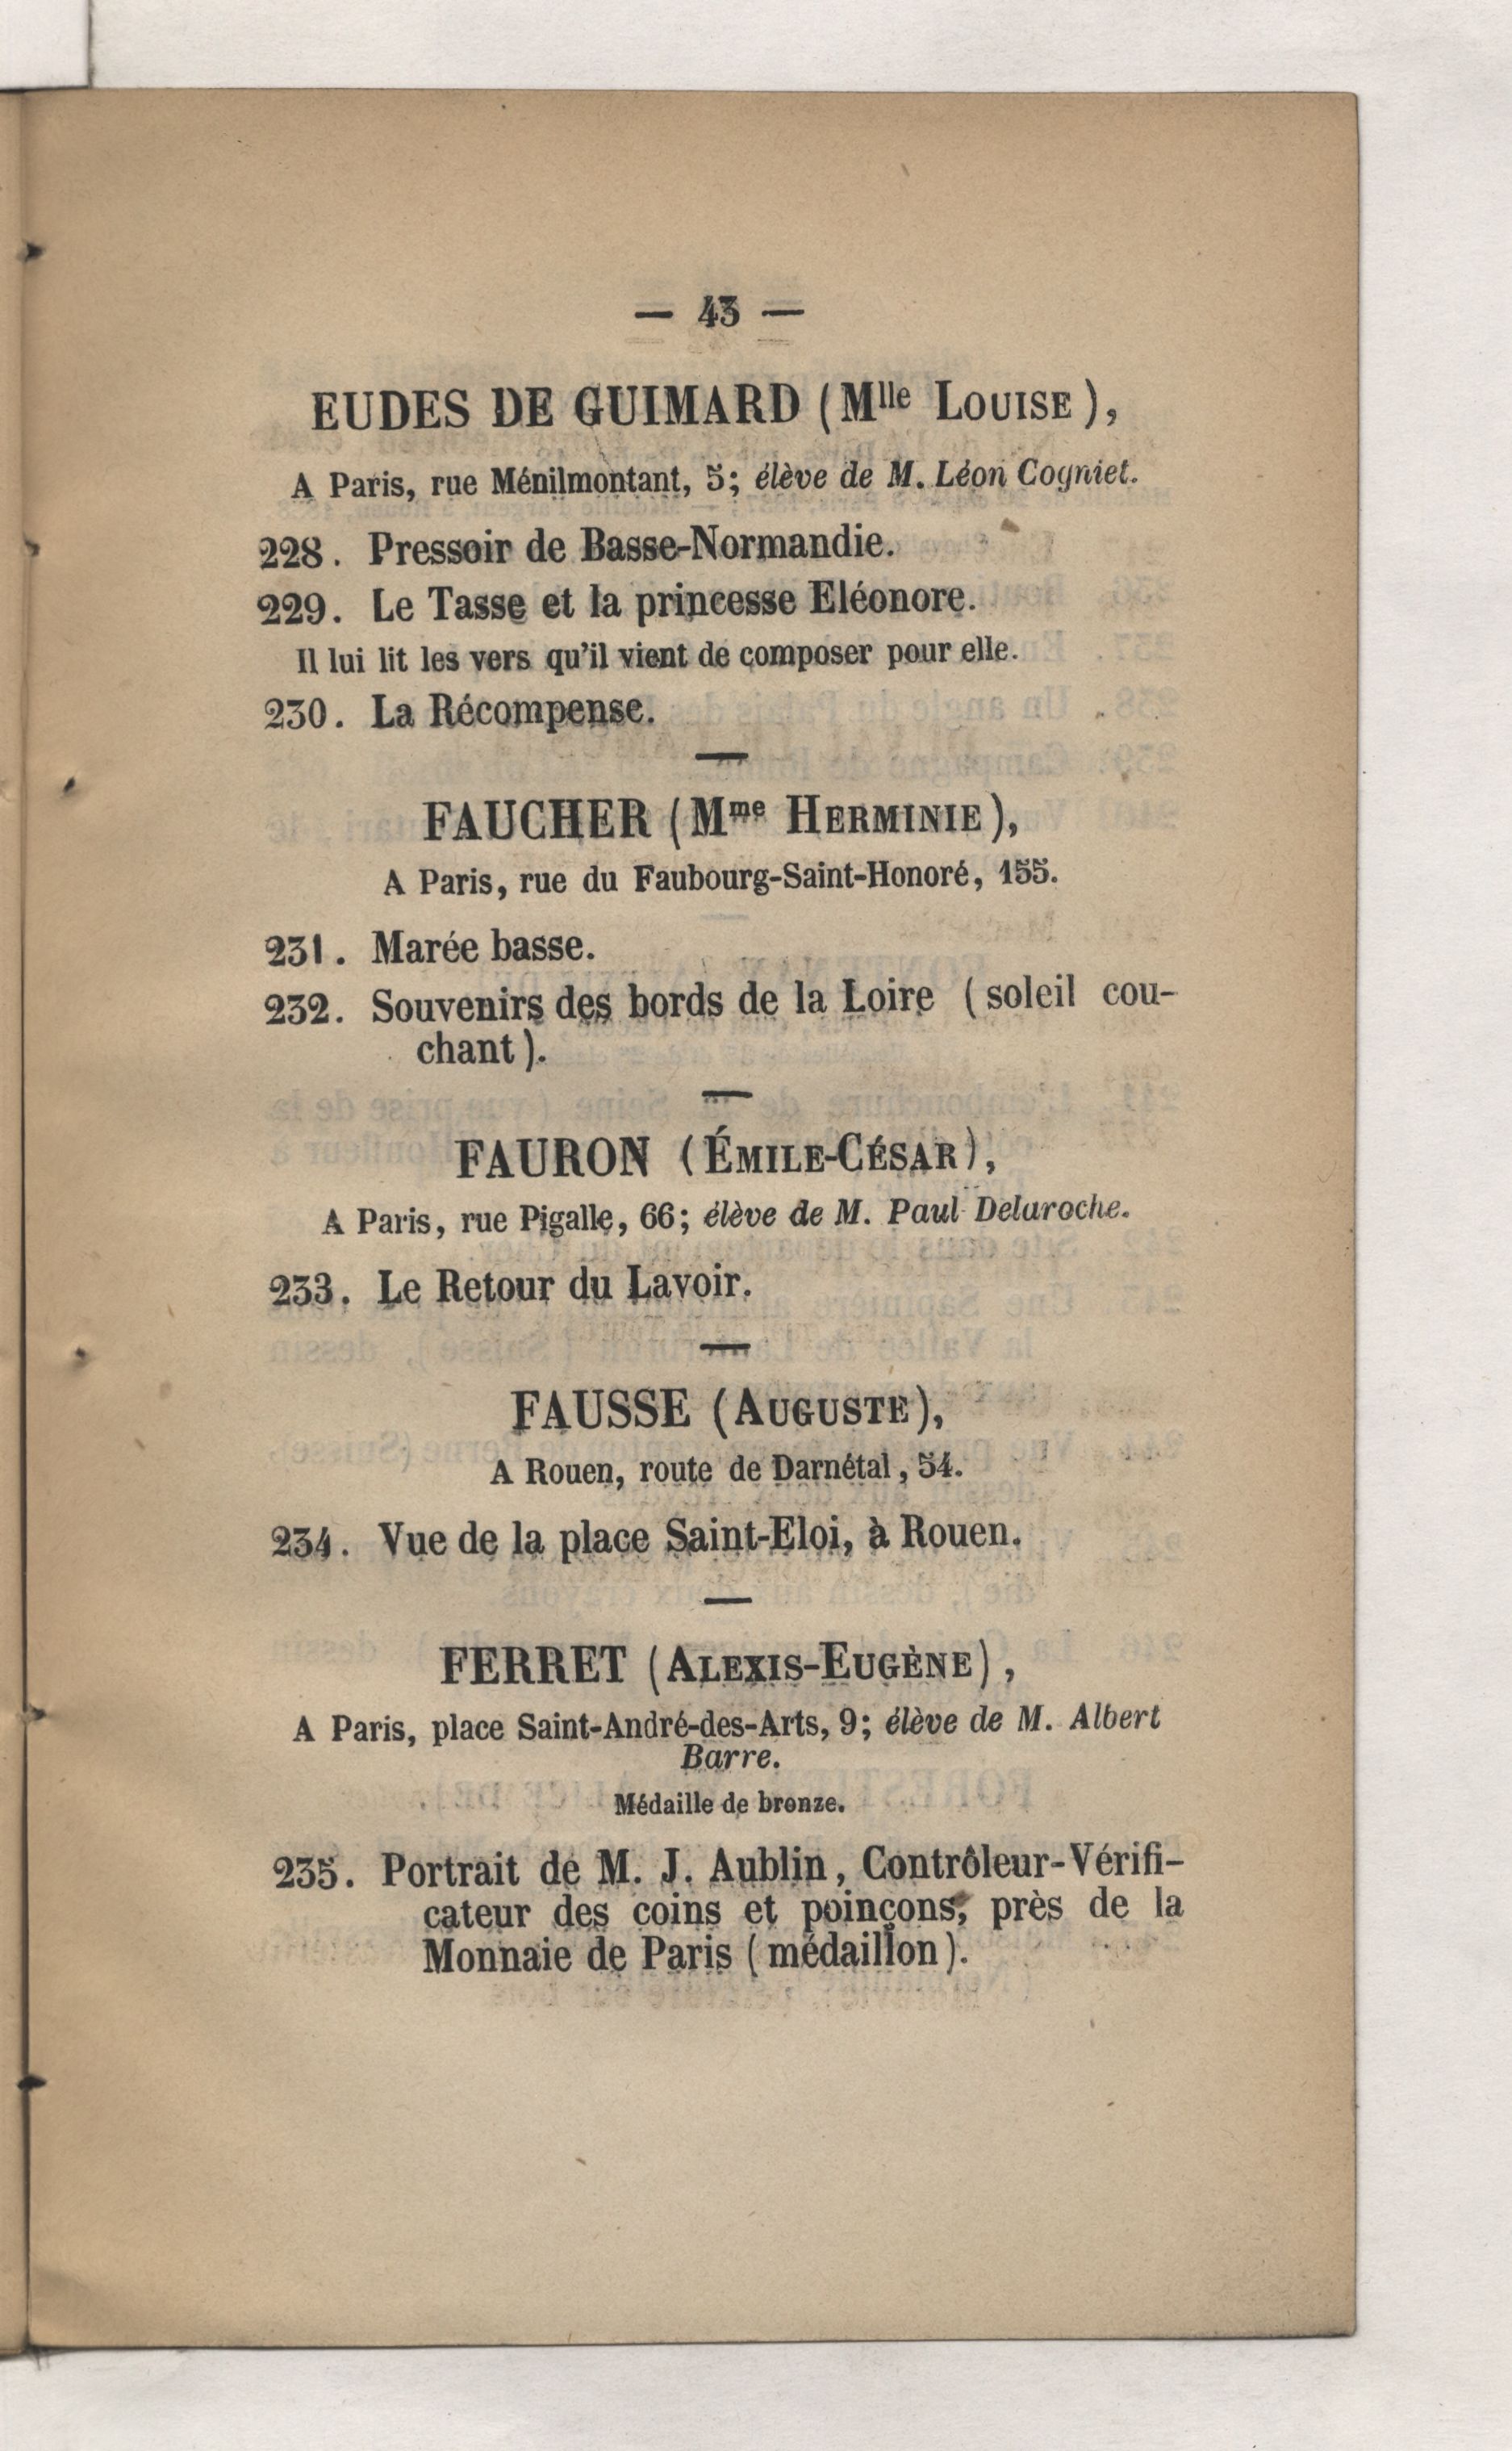 — 43 —
EUDES DE GUIMARD (Mlle LOUISE),
A Paris, rue Ménilmontant, 5; élève de M. Léon Cogniet.
228. Pressoir de Basse-Normandie.
229. Le Tasse et la princesse Eléonore.
Il lui lit les vers qu'il vient de composer pour elle.
230. La Récompense.
—
FAUCHER (Mme HERMINIE),
A Paris, rue du Faubourg-Saint-Honoré, 155.
231. Marée basse.
232. Souvenirs des bords de la Loire (soleil cou-
chant).
—
FAURON (ÉMILE-CÉSAR),
A Paris, rue Pigalle, 66; élève de M. Paul Delaroche.
233. Le Retour du Lavoir.
—
FAUSSE (AUGUSTE),
A Rouen, route de Darnétal, 54.
234. Vue de la place Saint-Eloi, à Rouen.
—
FERRET (ALEXIS-EUGÈNE),
A Paris, place Saint-André-des-Arts, 9; élève de M. Albert
Barre.
Médaille de bronze.
235. Portrait de M. J. Aublin, Contrôleur-Vérifi-
cateur des coins et poinçons, près de la
Monnaie de Paris (médaillon).